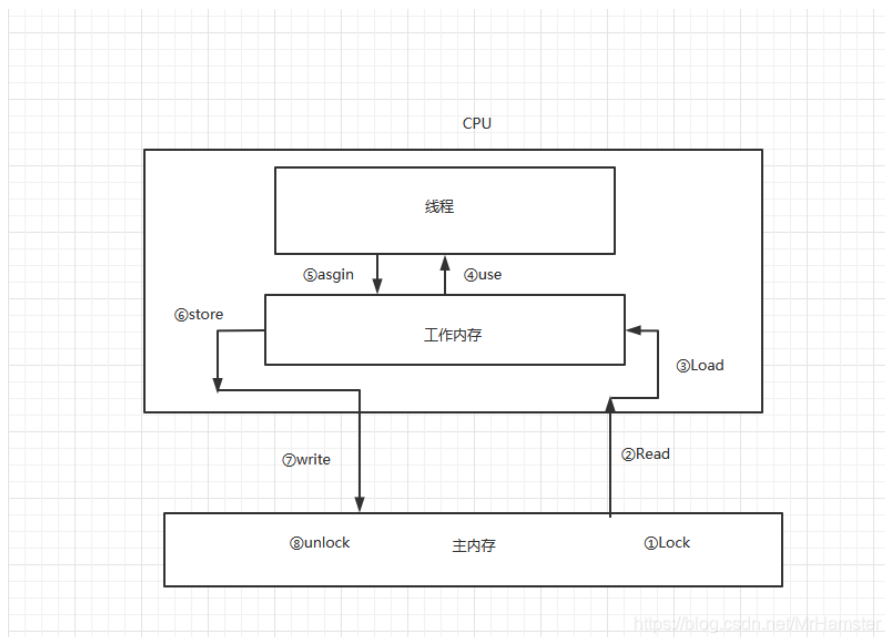 CPU
线程
⑤asgin
④use
⑥store
工作内存
③Load
⑦write
②Read
⑧unlock
主内存
①Lock
https://blog.csdn.net/MrHamster